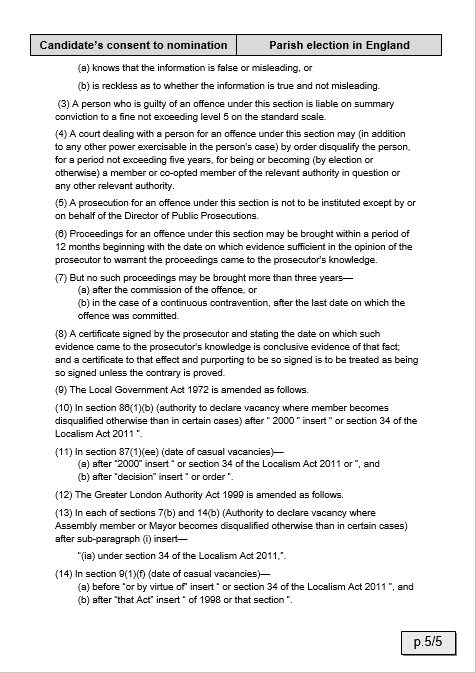 Candidate's consent to nomination
Parish election in England
(a) knows that the information is false or misleading, or
(b) is reckless as to whether the information is true and not misleading.
(3) A person who is guilty of an offence under this section is liable on summary
conviction to a fine not exceeding level 5 on the standard scale.
(4) A court dealing with a person for an offence under this section may (in addition
to any other power exercisable in the person's case) by order disqualify the person,
for a period not exceeding five years, for being or becoming (by election or
otherwise) a member or co-opted member of the relevant authority in question or
any other relevant authority.
(5) A prosecution for an offence under this section is not to be instituted except by or
on behalf of the Director of Public Prosecutions.
(6) Proceedings for an offence under this section may be brought within a period of
12 months beginning with the date on which evidence sufficient in the opinion of the
prosecutor to warrant the proceedings came to the prosecutor's knowledge.
(7) But no such proceedings may be brought more than three years—
(a) after the commission of the offence, or
(b) in the case of a continuous contravention, after the last date on which the
offence was committed.
(8) A certificate signed by the prosecutor and stating the date on which such
evidence came to the prosecutor's knowledge is conclusive evidence of that fact;
and a certificate to that effect and purporting to be so signed is to be treated as being
so signed unless the contrary is proved.
(9) The Local Government Act 1972 is amended as follows.
(10) In section 86(1)(b) (authority to declare vacancy where member becomes
disqualified otherwise than in certain cases) after " 2000 " insert " or section 34 of the
Localism Act 2011 ".
(11) In section 87(1)(ee) (date of casual vacancies)—
(a) after "2000" insert " or section 34 of the Localism Act 2011 or ", and
(b) after "decision" insert " or order ".
(12) The Greater London Authority Act 1999 is amended as follows.
(13) In each of sections 7(b) and 14(b) (Authority to declare vacancy where
Assembly member or Mayor becomes disqualified otherwise than in certain cases)
after sub-paragraph (i) insert—
"(ia) under section 34 of the Localism Act 2011,".
(14) In section 9(1)(f) (date of casual vacancies)—
(a) before "or by virtue of" insert " or section 34 of the Localism Act 2011 ", and
(b) after "that Act" insert " of 1998 or that section ".
p.5/5